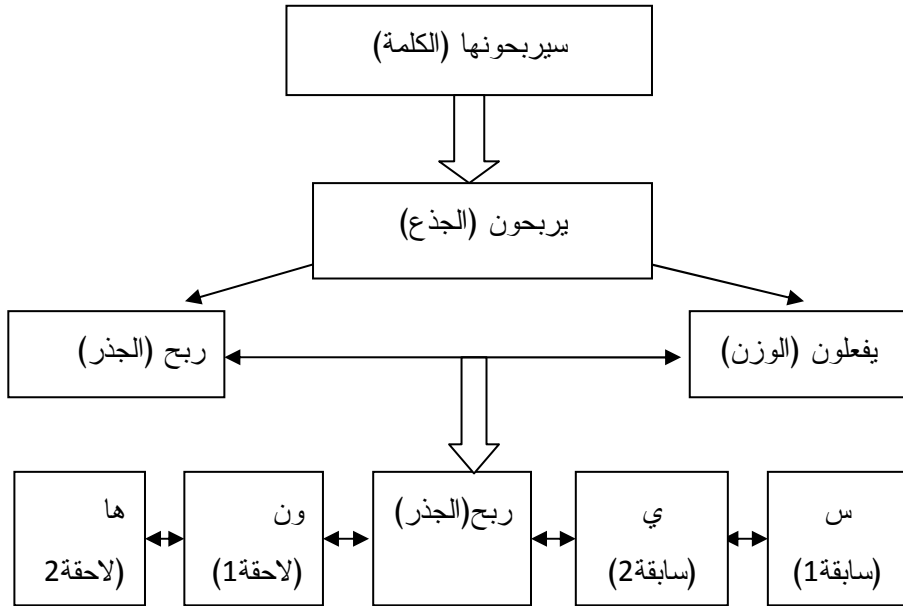 سيربحونها (الكلمة)
يربحون (الجذع)
يفعلون (الوزن)
ربح (الجذر)
س
(سابقة1)
ي
(سابقة2)
ربح(الجذر)
ون
(لاحقة1)
ها
(لاحقة2